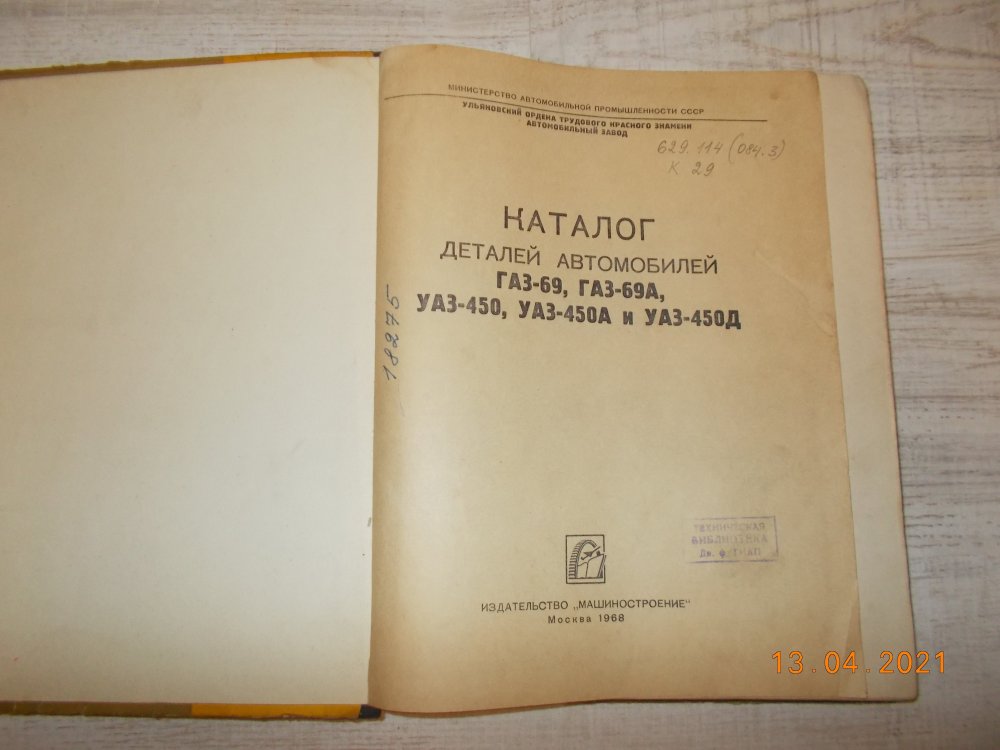 МИНИСТЕРСТВО АВТОМОБИЛЬНОЙ ПРОМЫШЛЕННОСТИ СССР
УЛЬЯНОВСКИЙ ОРДЕНА ТРУДОВОГО КРАСНОГО ЗНАМЕНИ
АВТОМОБИЛЬНЫЙ ЗАВОД
629.114 (084.3)
К 29
КАТАЛОГ
ДЕТАЛЕЙ АВТОМОБИЛЕЙ
ГАЗ-69, ГАЗ-69А,
УАЗ-450, УАЗ-450А и УАЗ-450Д
18275
ТЕХНИЧЕСКАЯ
БИБЛИОТЕКА
Дв.
ИЗДАТЕЛЬСТВО „МАШИНОСТРОЕНИЕ"
Москва 1968
13.04.2021